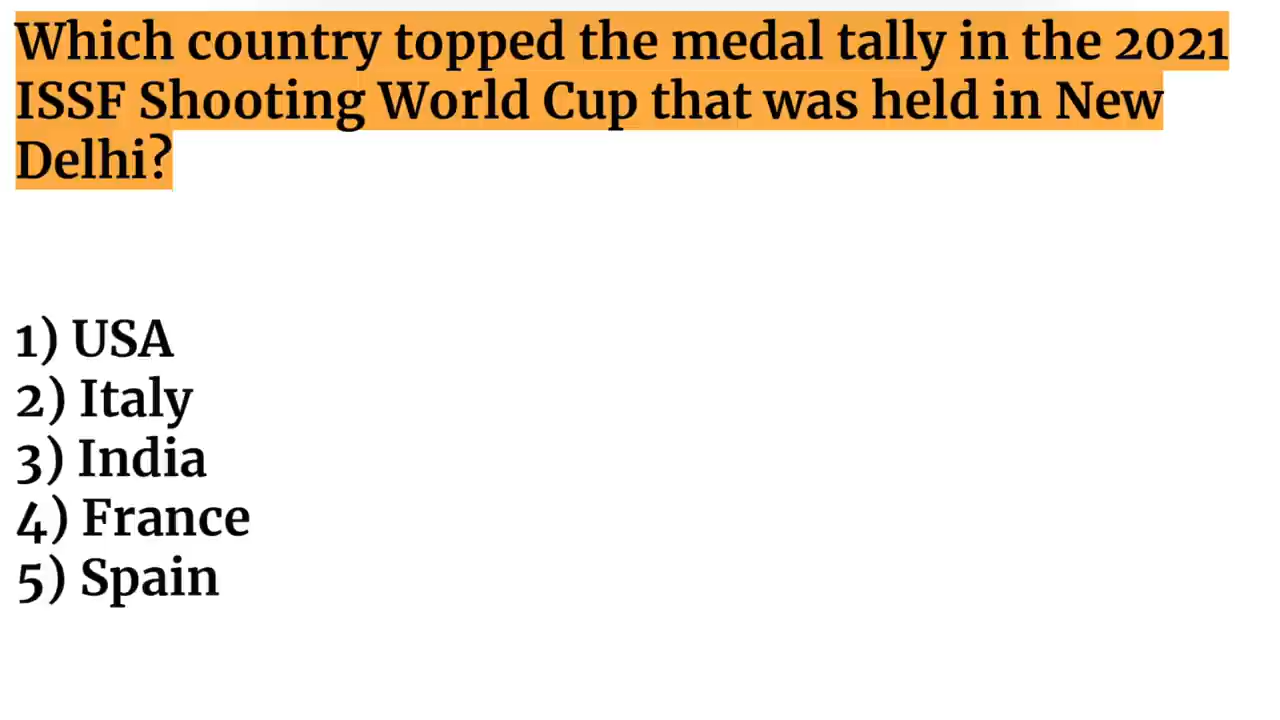 Which country topped the medal tally in the 2021
ISSF Shooting World Cup that was held in New
Delhi?
1) USA
2) Italy
3) India
4) France
5) Spain